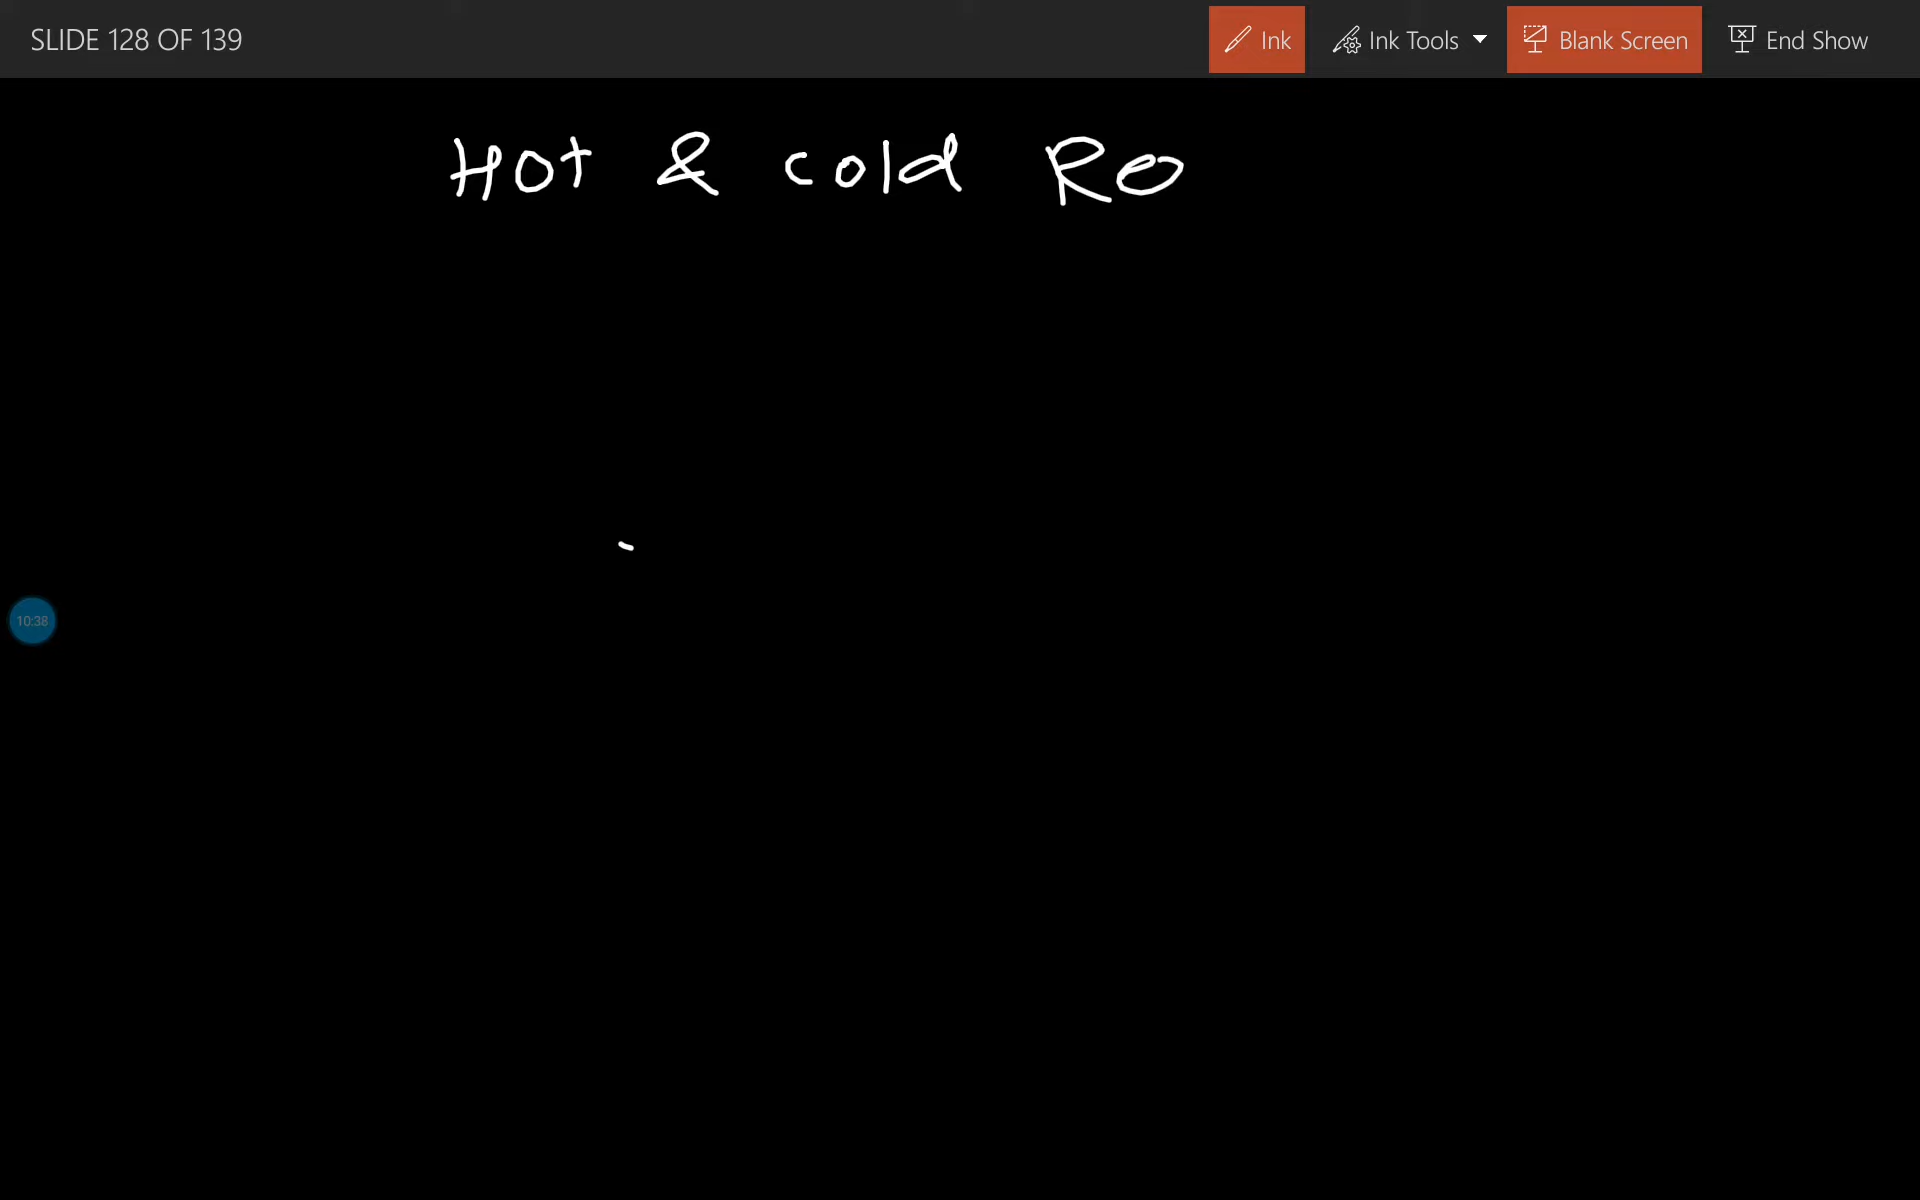 SLIDE 128 OF 139 Ink Ink Tools Blank Screen End Show
Hot & cold Ro
10:38